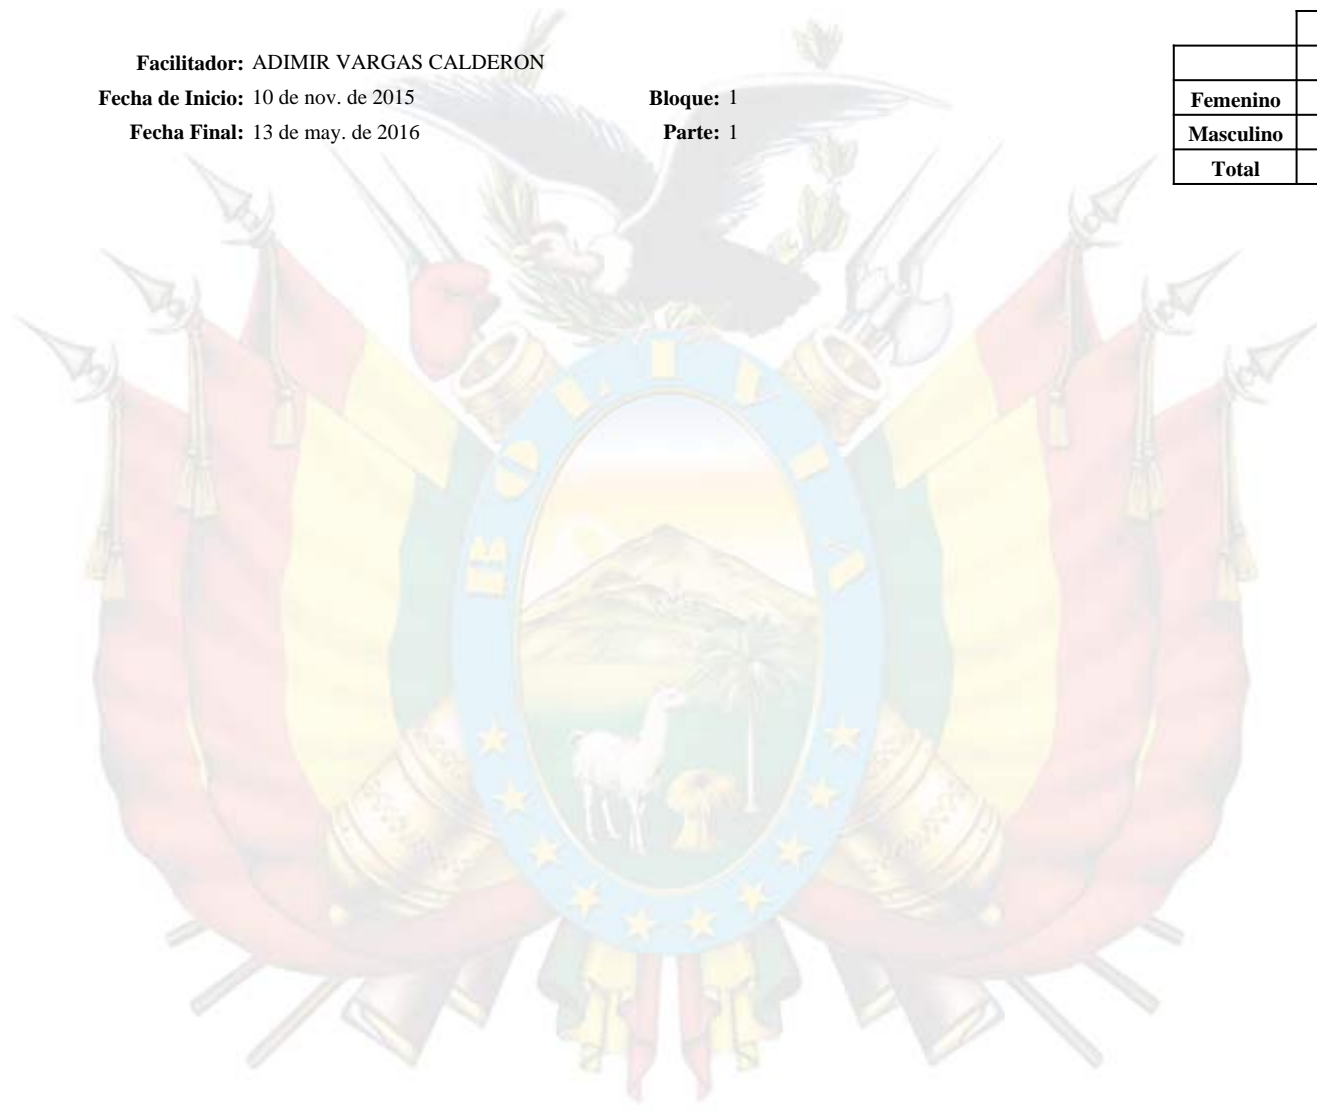 Facilitador: ADIMIR VARGAS CALDERON
Fecha de Inicio: 10 de nov. de 2015 Bloque: 1
Fecha Final: 13 de may. de 2016 Parte: 1
Femenino
Masculino
Total
BOLIVIA